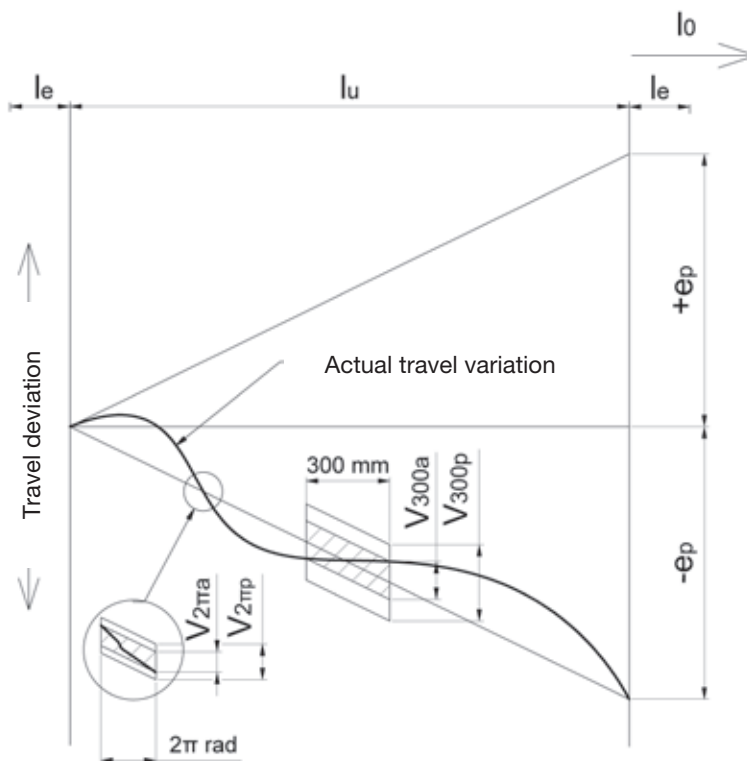 l0
le
lu
le
+ep
Travel deviation
Actual travel variation
300 mm
V300a
V300p
-ep
V2πa
V2πp
2π rad